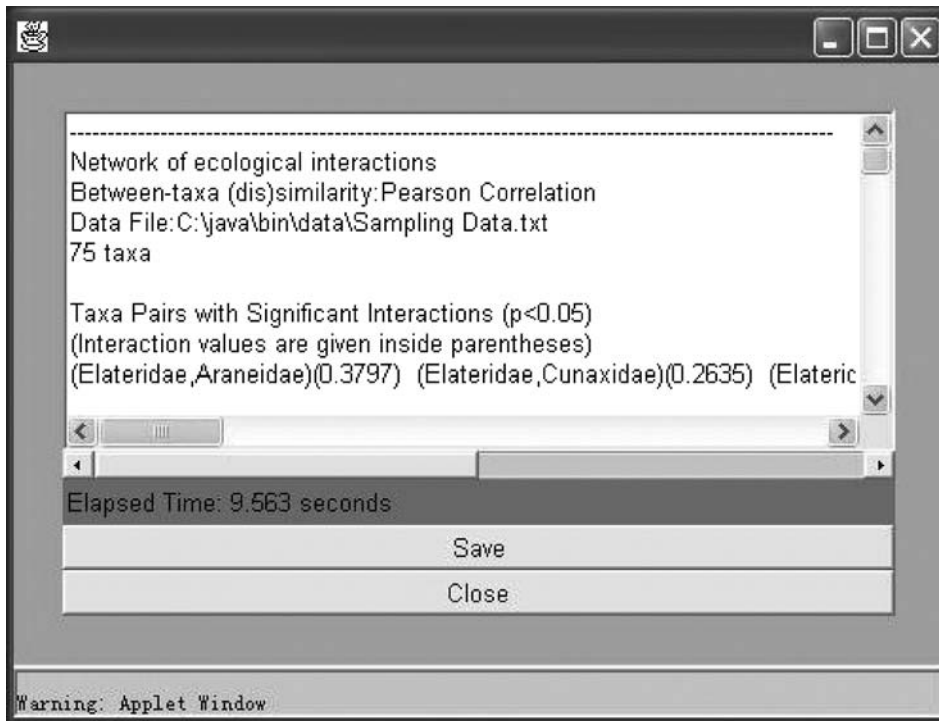 --------------------------------------------------------------------------------------------------
Network of ecological interactions
Between-taxa (dis)similarity:Pearson Correlation
Data File:C:\java\bin\data\Sampling Data.txt
75 taxa
Taxa Pairs with Significant Interactions (p<0.05)
(Interaction values are given inside parentheses)
(Elateridae,Araneidae)(0.3797)  (Elateridae,Cunaxidae)(0.2635)  (Elateric
Elapsed Time: 9.563 seconds
Save
Close
Warning: Applet Window